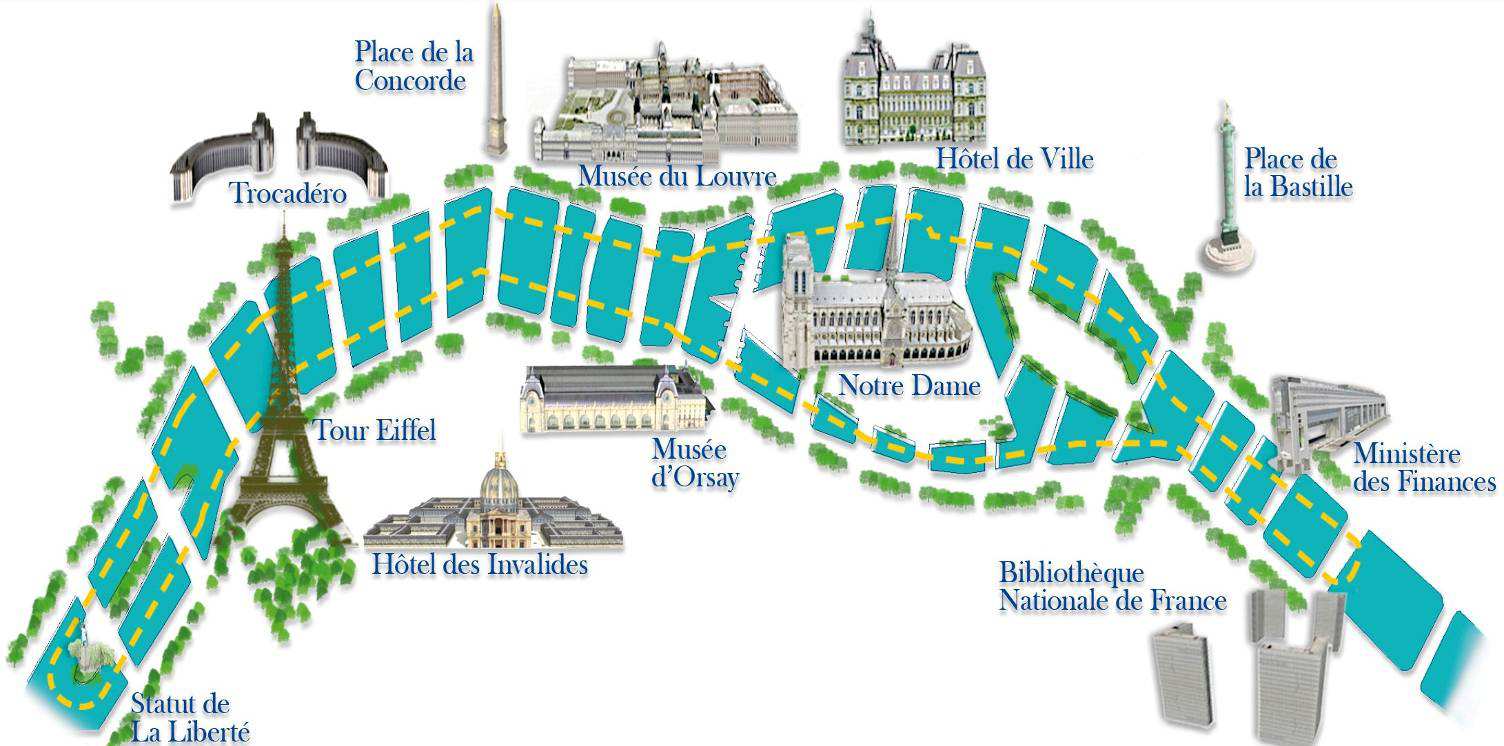 Place de la
Concorde
Trocadéro
Musée du Louvre
Hôtel de Ville
Place de
la Bastille
Tour Eiffel
Notre Dame
Musée
d'Orsay
Hôtel des Invalides
Ministère
des Finances
Bibliothèque
Nationale de France
Statut de
La Liberté